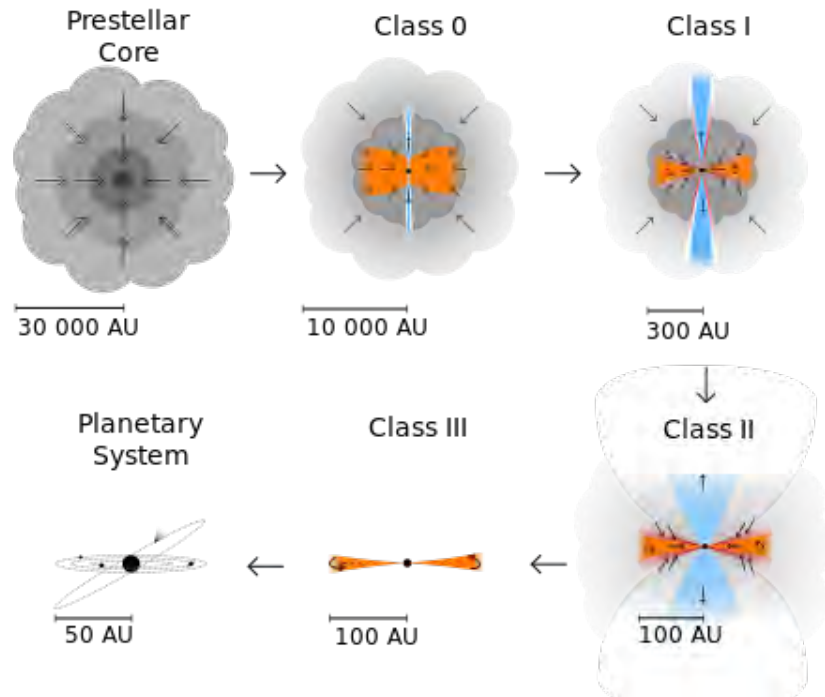 Prestellar
Core
Class 0
Class I
30 000 AU
10 000 AU
300 AU
Planetary
System
Class III
Class II
50 AU
100 AU
100 AU